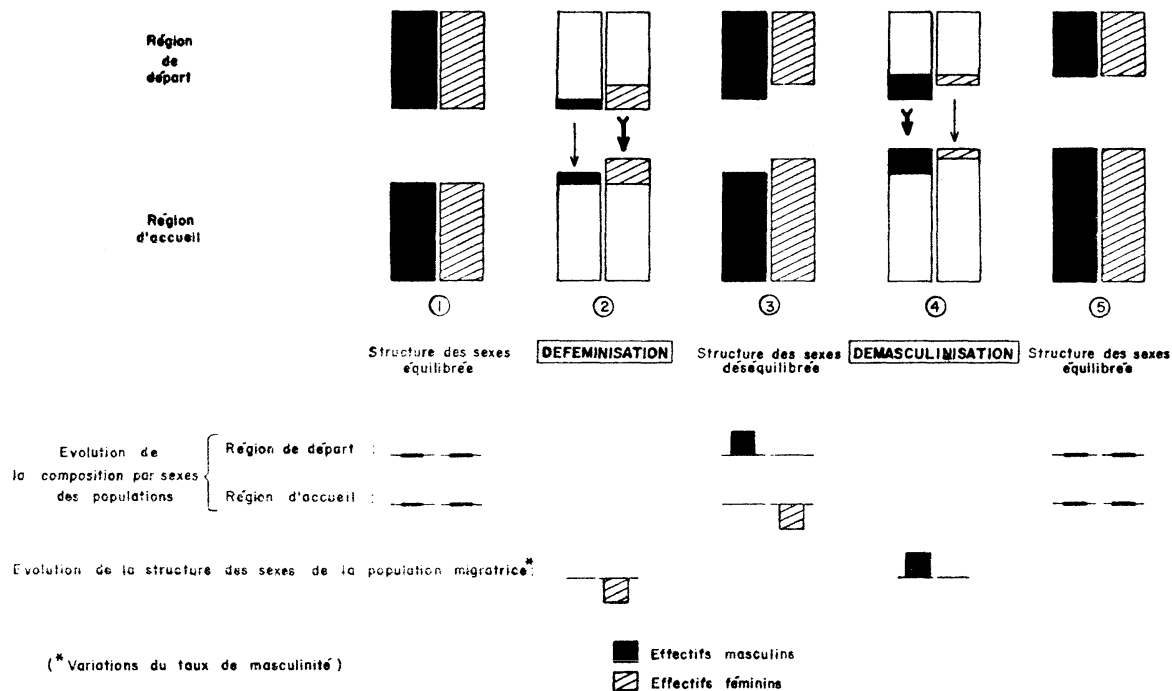 Région
de
départ
Région
d'accueil
1 2 3 4 5
Structure des sexes
équilibrée
DEFEMINISATION
Structure des sexes
déséquilibrée
DEMASCULINISATION
Structure des sexes
équilibrée
Evolution de
la composition par sexes
des populations
Région de départ :
Région d'accueil :
Evolution de la structure des sexes de la population migratrice* :
(* Variations du taux de masculinité)
Effectifs masculins
Effectifs féminins